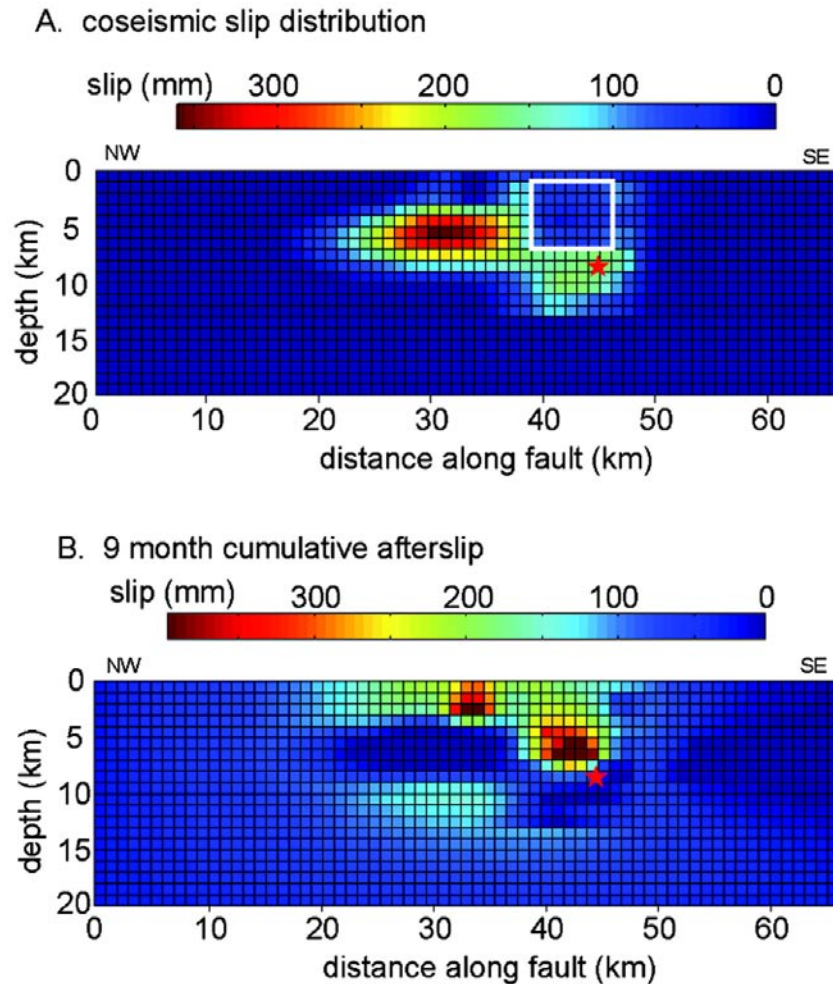 A. coseismic slip distribution
slip (mm) 300 200 100 0
NW SE
0
5
10
15
20
depth (km)
0 10 20 30 40 50 60
distance along fault (km)
B. 9 month cumulative afterslip
slip (mm) 300 200 100 0
NW SE
0
5
10
15
20
depth (km)
0 10 20 30 40 50 60
distance along fault (km)